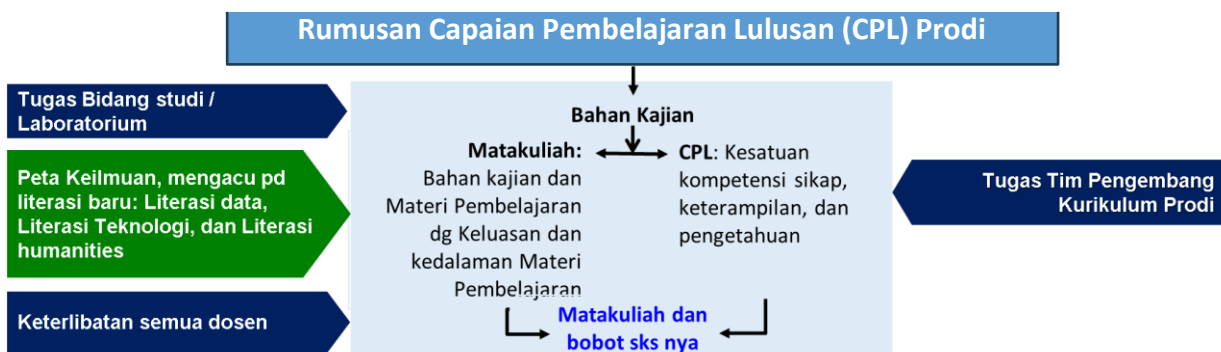 Rumusan Capaian Pembelajaran Lulusan (CPL) Prodi
Tugas Bidang studi /
Laboratorium
Peta Keilmuan, mengacu pd
literasi baru: Literasi data,
Literasi Teknologi, dan Literasi
humanities
Keterlibatan semua dosen
Bahan Kajian
Matakuliah:
Bahan kajian dan
Materi Pembelajaran
dg Keluasan dan
kedalaman Materi
Pembelajaran
CPL: Kesatuan
kompetensi sikap,
keterampilan, dan
pengetahuan
Matakuliah dan
bobot sks nya
Tugas Tim Pengembang
Kurikulum Prodi